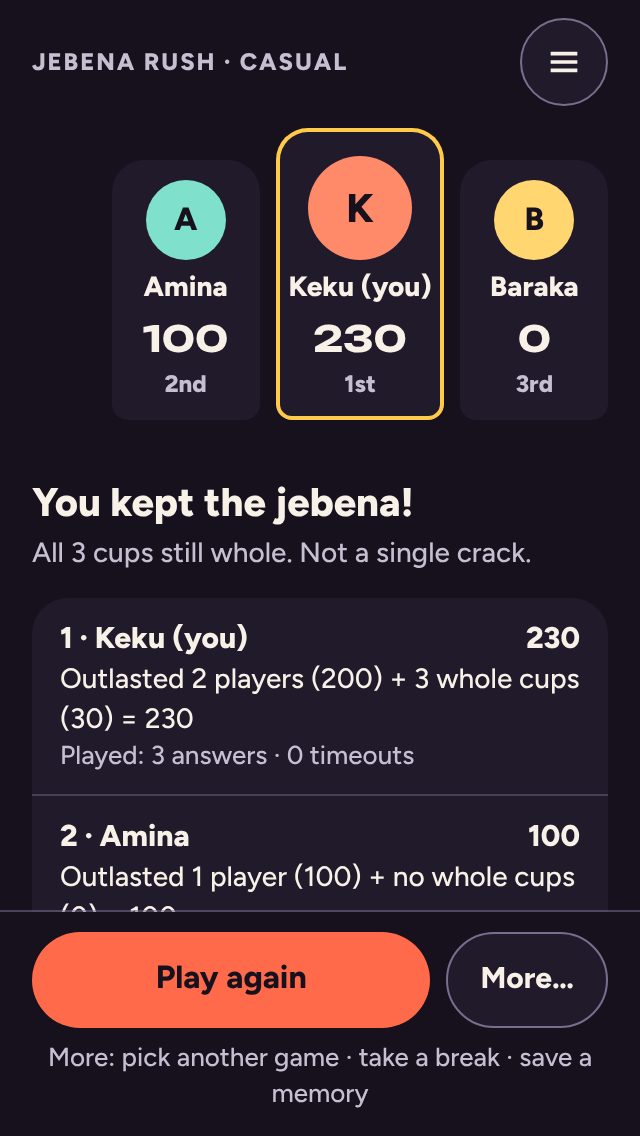 JEBENA RUSH · CASUAL
A
Amina
100
2nd
K
Keku (you)
230
1st
B
Baraka
0
3rd
You kept the jebena!
All 3 cups still whole. Not a single crack.
1 · Keku (you) 230
Outlasted 2 players (200) + 3 whole cups
(30) = 230
Played: 3 answers · 0 timeouts
2 · Amina 100
Outlasted 1 player (100) + no whole cups
(0) = 100
Play again
More...
More: pick another game · take a break · save a
memory